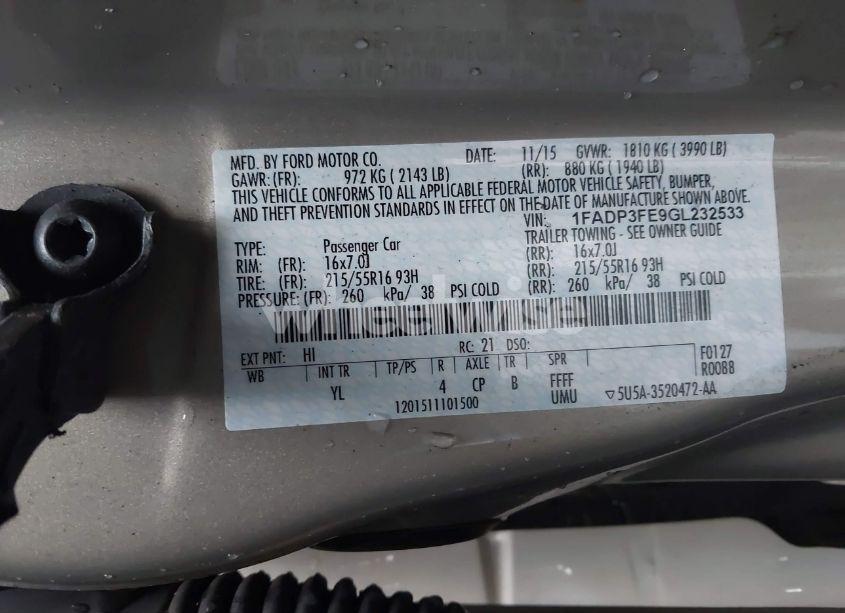 MFD. BY FORD MOTOR CO. DATE: 11/15 GVWR: 1810 KG ( 3990 LB)
GAWR: (FR): 972 KG ( 2143 LB) (RR): 880 KG ( 1940 LB)
THIS VEHICLE CONFORMS TO ALL APPLICABLE FEDERAL MOTOR VEHICLE SAFETY, BUMPER,
AND THEFT PREVENTION STANDARDS IN EFFECT ON THE DATE OF MANUFACTURE SHOWN ABOVE.
VIN: 1FADP3FE9GL232533
TYPE: Passenger Car TRAILER TOWING - SEE OWNER GUIDE
RIM: (FR): 16x7.0J (RR): 16x7.0J
TIRE: (FR): 215/55R16 93H (RR): 215/55R16 93H
PRESSURE: (FR): 260 kPa/ 38 PSI COLD (RR): 260 kPa/ 38 PSI COLD
wheelwise
EXT PNT: HI RC: 21 DSO: F0127
WB INT TR TP/PS R AXLE TR SPR R0088
YL 4 CP B FFFF
1201511101500 UMU ▽5U5A-3520472-AA